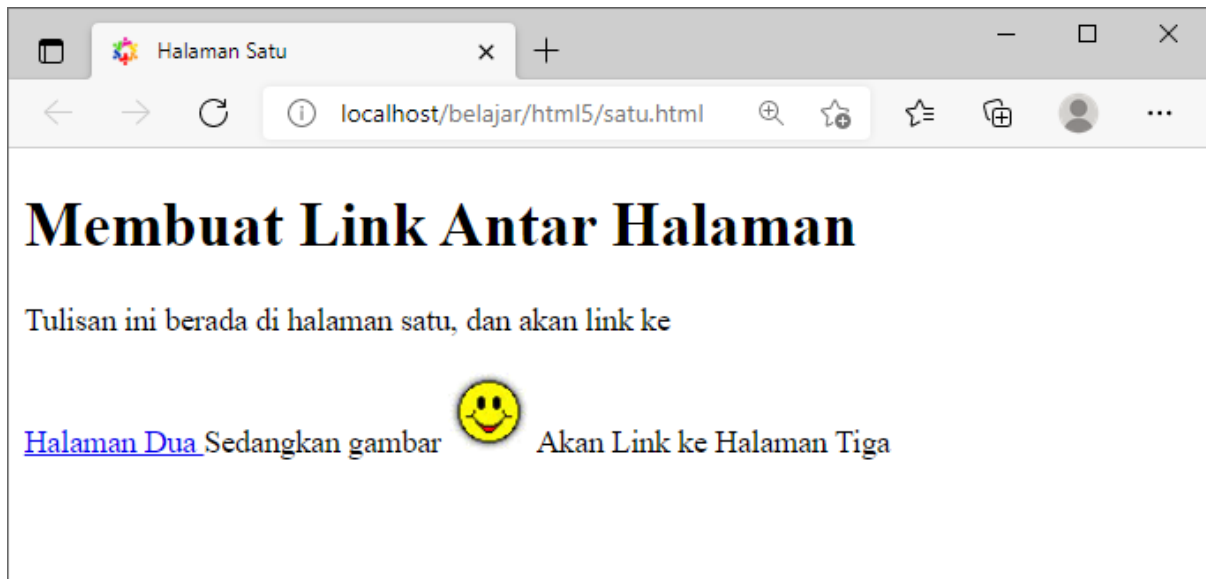 Halaman Satu
localhost/belajar/html5/satu.html
Membuat Link Antar Halaman
Tulisan ini berada di halaman satu, dan akan link ke
Halaman Dua Sedangkan gambar Akan Link ke Halaman Tiga